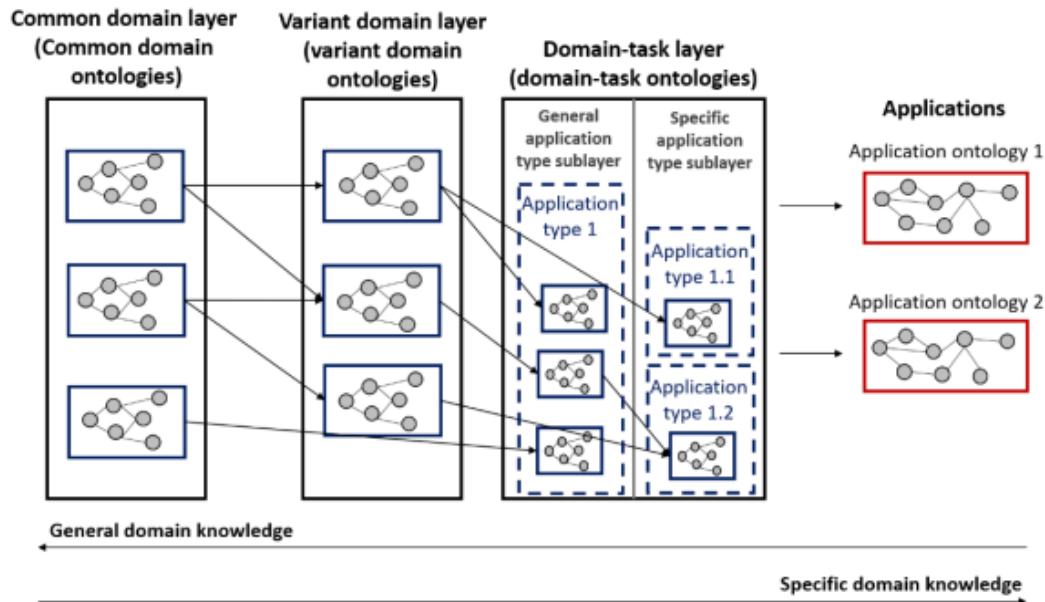 Common domain layer
(Common domain
ontologies)
Variant domain layer
(variant domain
ontologies)
Domain-task layer
(domain-task ontologies)
General
application
type sublayer
Specific
application
type sublayer
Application
type 1
Application
type 1.1
Application
type 1.2
Applications
Application ontology 1
Application ontology 2
General domain knowledge
Specific domain knowledge